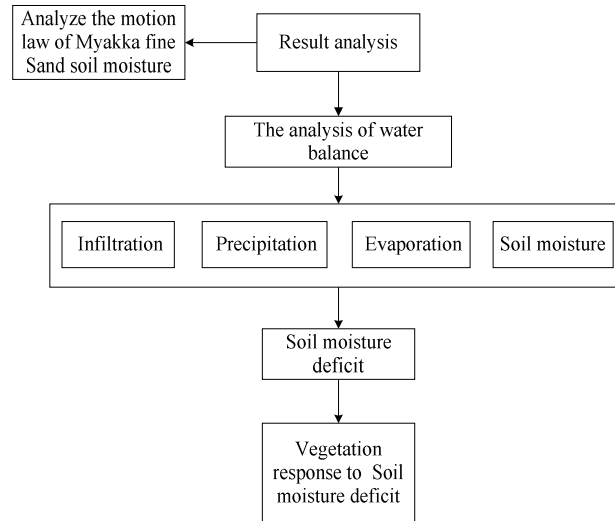 Analyze the motion
law of Myakka fine
Sand soil moisture
Result analysis
The analysis of water
balance
Infiltration
Precipitation
Evaporation
Soil moisture
Soil moisture
deficit
Vegetation
response to Soil
moisture deficit